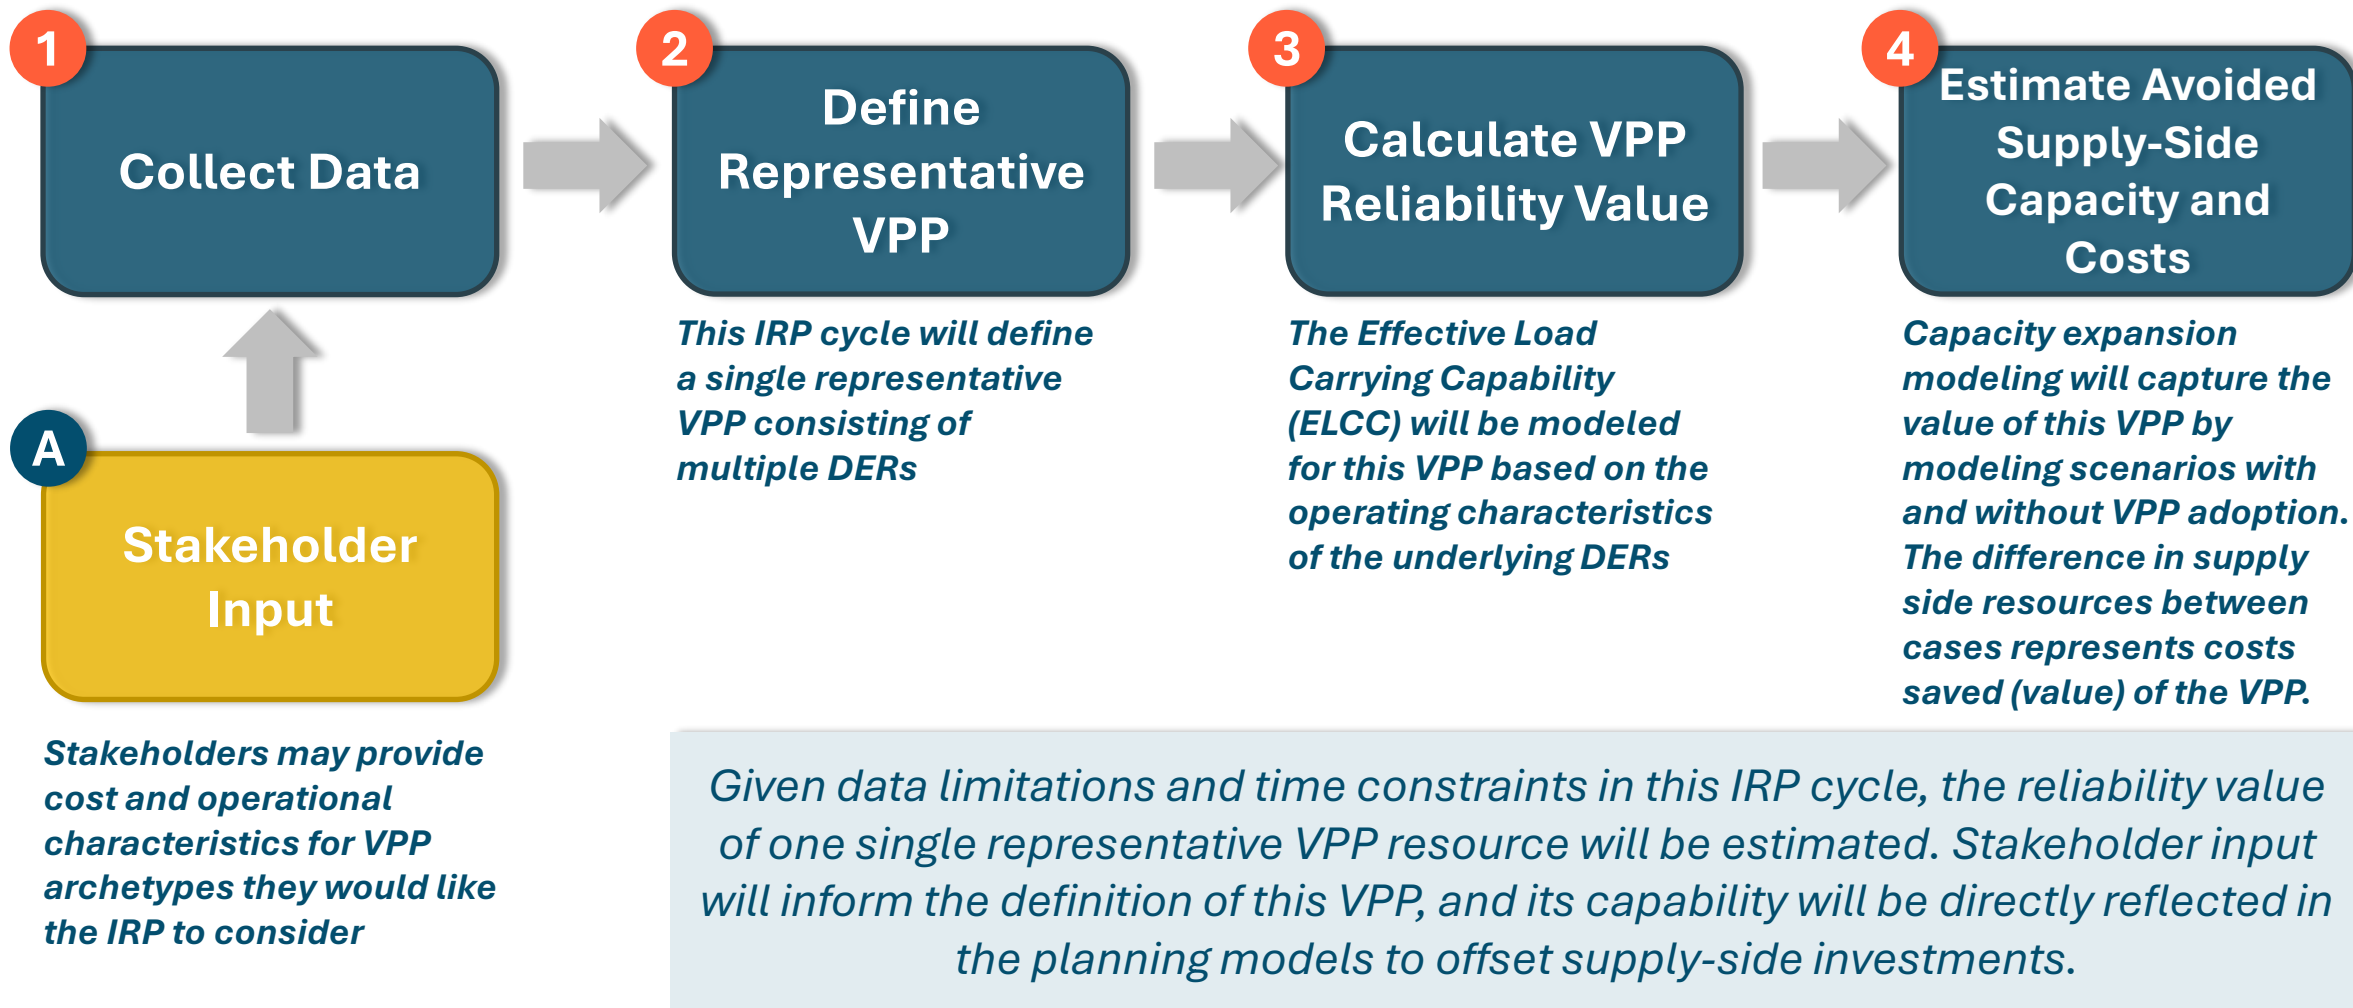 1
Collect Data
A
Stakeholder
Input
Stakeholders may provide
cost and operational
characteristics for VPP
archetypes they would like
the IRP to consider
2
Define
Representative
VPP
This IRP cycle will define
a single representative
VPP consisting of
multiple DERs
3
Calculate VPP
Reliability Value
The Effective Load
Carrying Capability
(ELCC) will be modeled
for this VPP based on the
operating characteristics
of the underlying DERs
4
Estimate Avoided
Supply-Side
Capacity and
Costs
Capacity expansion
modeling will capture the
value of this VPP by
modeling scenarios with
and without VPP adoption.
The difference in supply
side resources between
cases represents costs
saved (value) of the VPP.
Given data limitations and time constraints in this IRP cycle, the reliability value
of one single representative VPP resource will be estimated. Stakeholder input
will inform the definition of this VPP, and its capability will be directly reflected in
the planning models to offset supply-side investments.